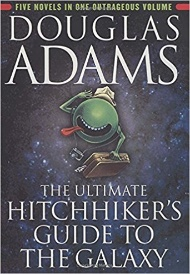 FIVE NOVELS IN ONE OUTRAGEOUS VOLUME
DOUGLAS
ADAMS
THE ULTIMATE
HITCHHIKER'S
GUIDE TO
THE GALAXY